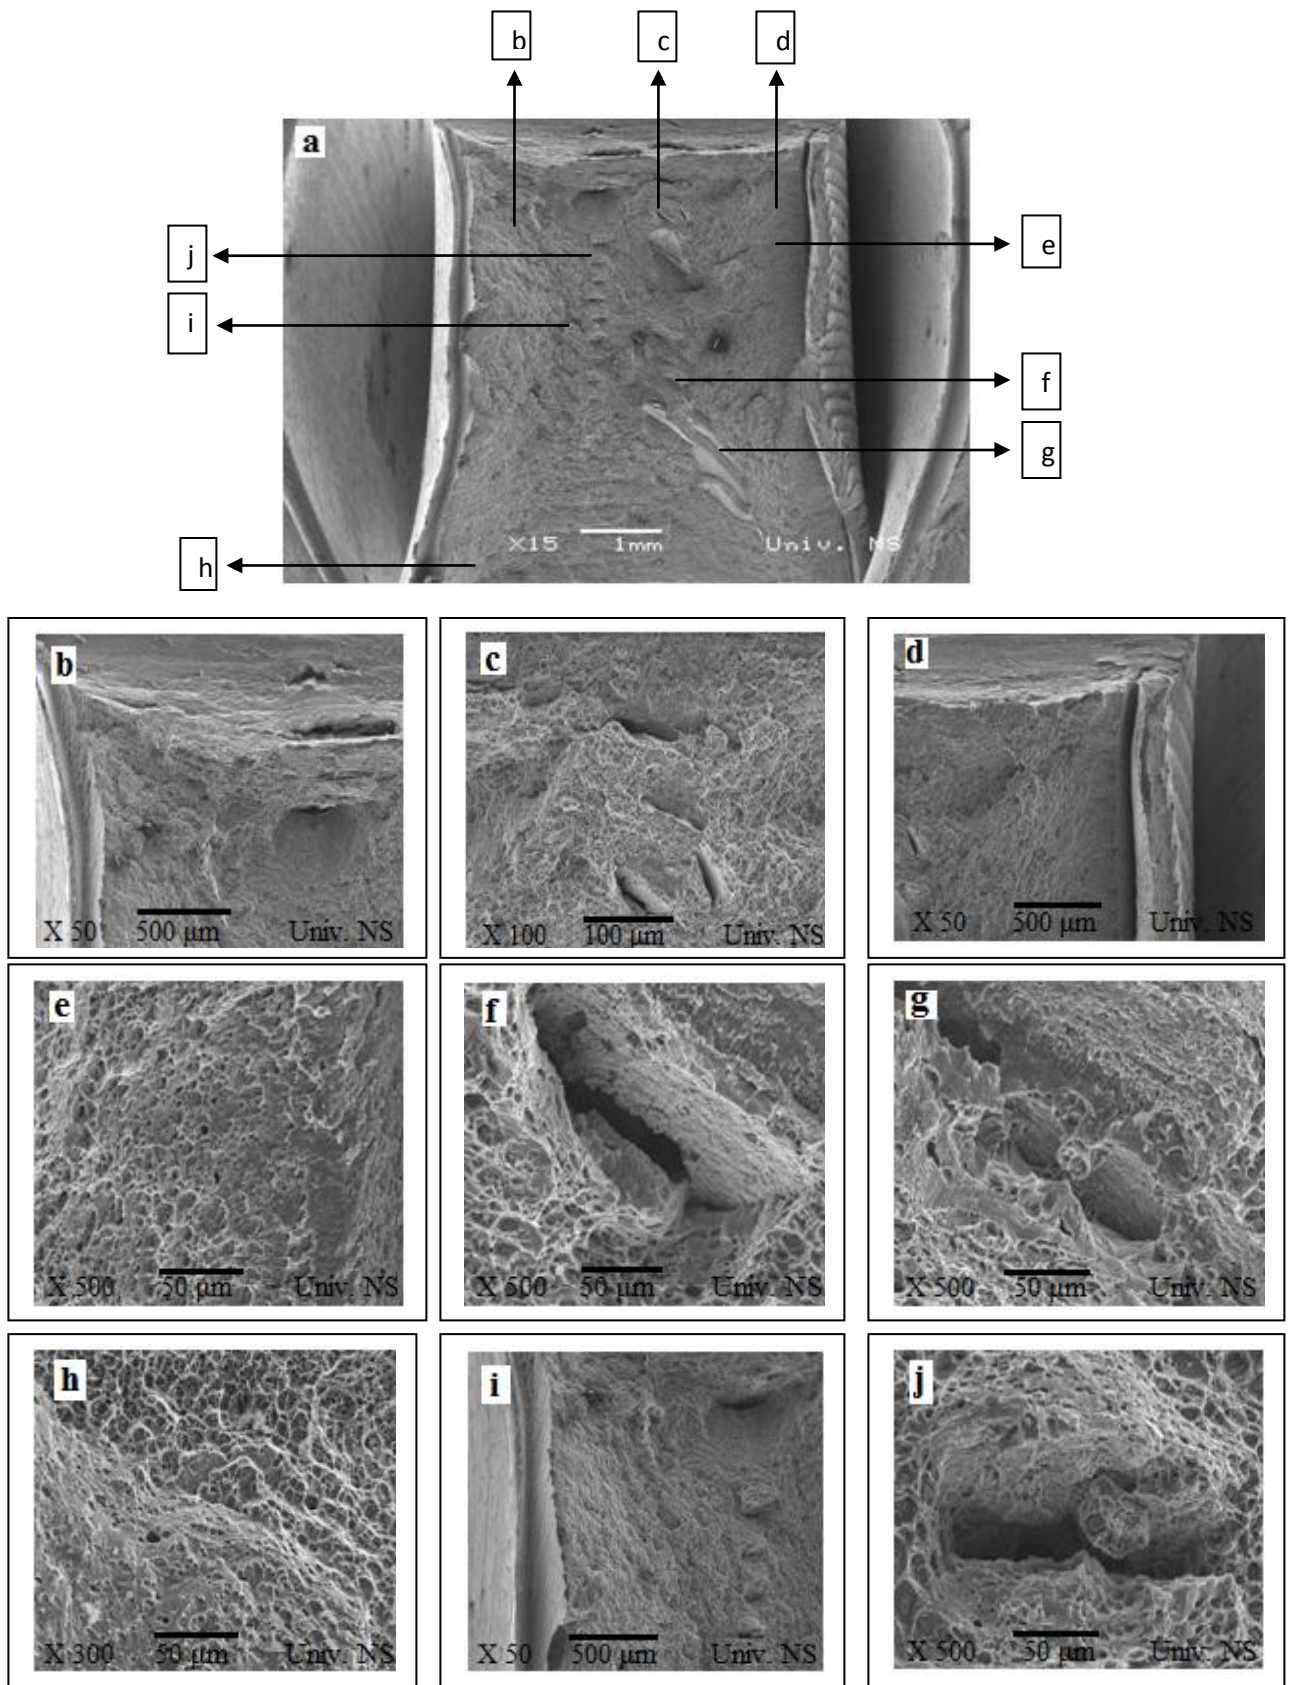 b c d
a
j e
i
f
g
X15 1mm Univ. NS
h
b
X 50 500 μm Univ. NS
c
X 100 100 μm Univ. NS
d
X 50 500 μm Univ. NS
e
X 500 50 μm Univ. NS
f
X 500 50 μm Univ. NS
g
X 500 50 μm Univ. NS
h
X 300 50 μm Univ. NS
i
X 50 500 μm Univ. NS
j
X 500 50 μm Univ. NS